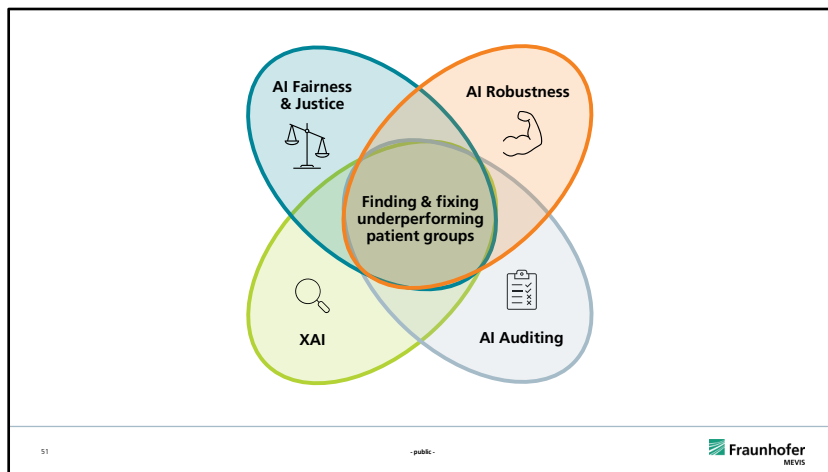 AI Fairness
& Justice
AI Robustness
Finding & fixing
underperforming
patient groups
XAI
AI Auditing
51
- public -
Fraunhofer
MEVIS